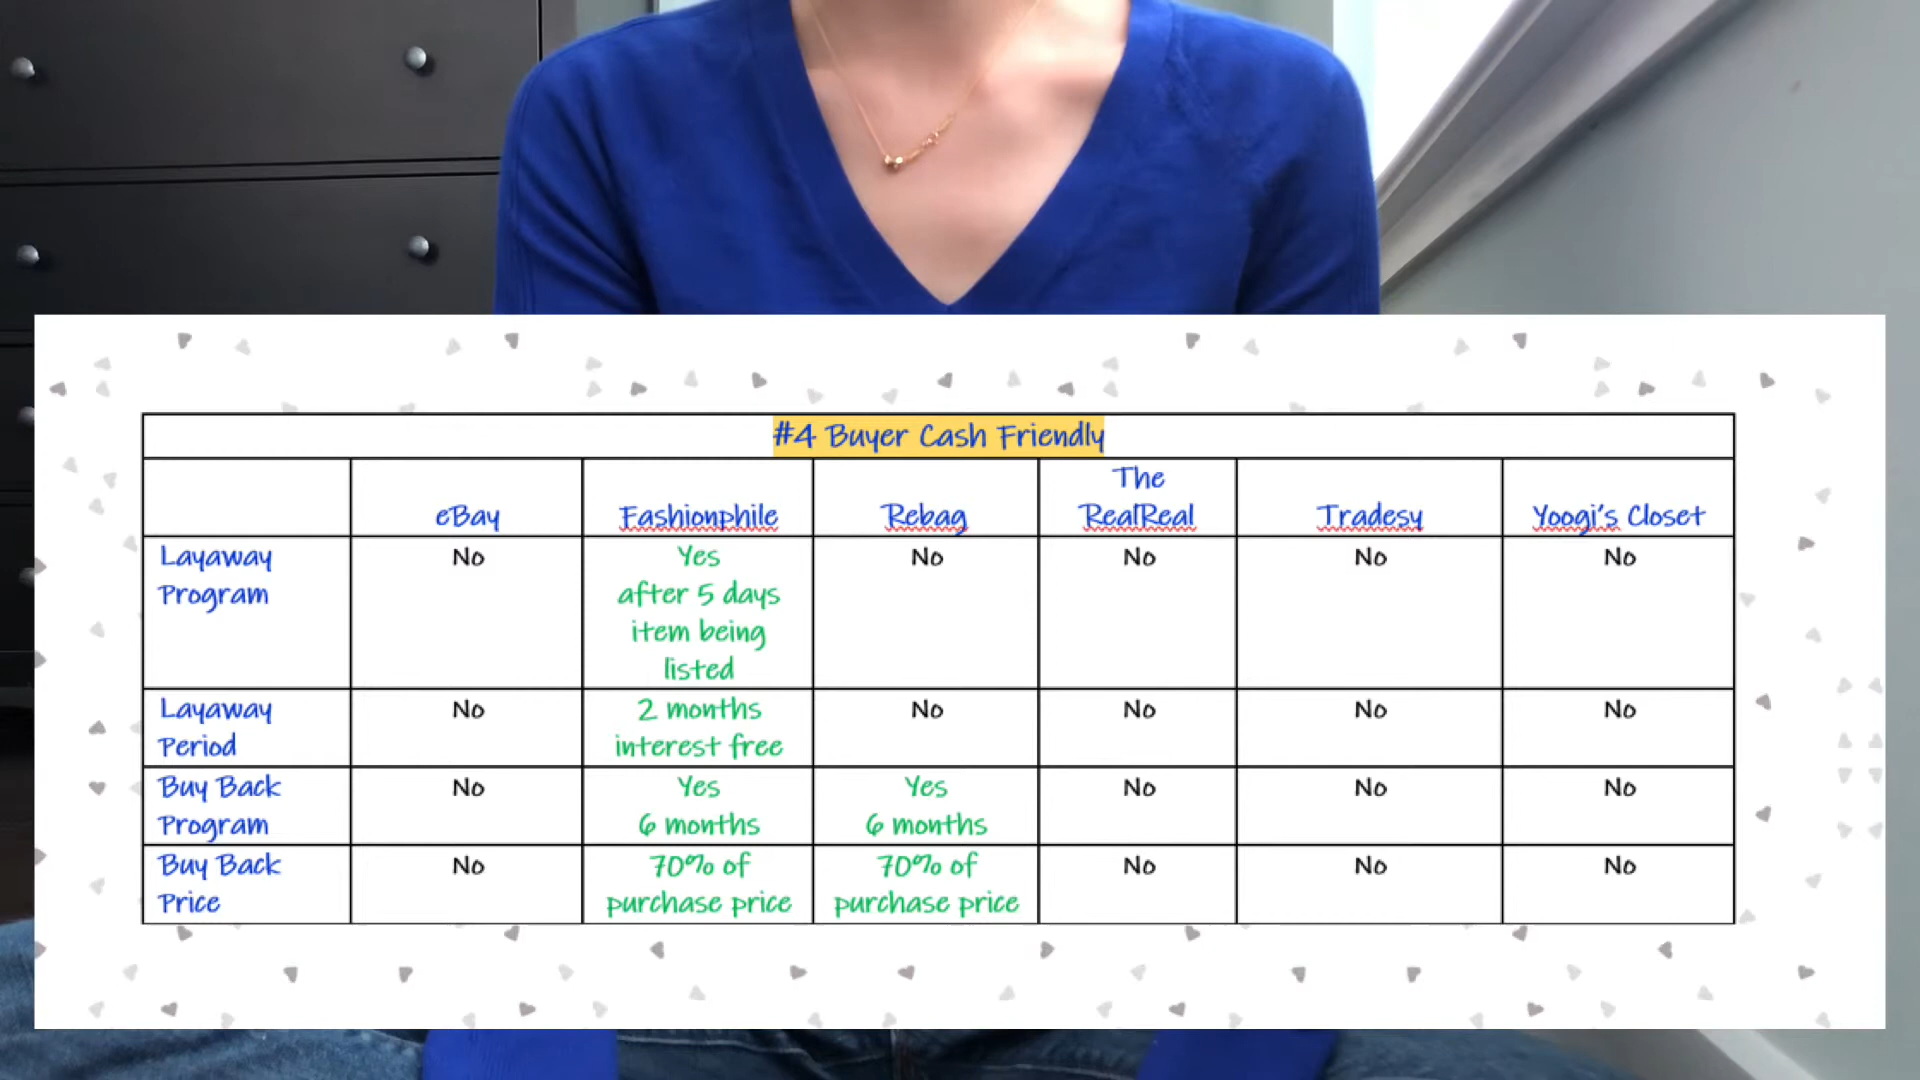 #4 Buyer Cash Friendly
eBay Fashionphile Rebag The RealReal Tradesy Yoogi's Closet
Layaway Program No Yes after 5 days item being listed No No No No
Layaway Period No 2 months interest free No No No No
Buy Back Program No Yes 6 months Yes 6 months No No No
Buy Back Price No 70% of purchase price 70% of purchase price No No No